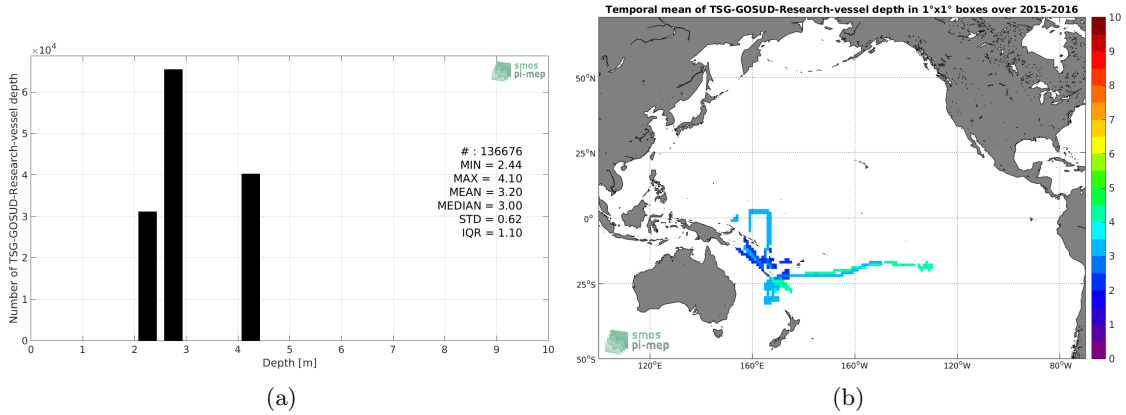 ×10⁴
6
5
4
3
2
1
0
Number of TSG-GOSUD-Research-vessel depth
smos
pi-mep
# : 136676
MIN = 2.44
MAX = 4.10
MEAN = 3.20
MEDIAN = 3.00
STD = 0.62
IQR = 1.10
0 1 2 3 4 5 6 7 8 9 10
Depth [m]
(a)
Temporal mean of TSG-GOSUD-Research-vessel depth in 1°x1° boxes over 2015-2016
50°N
25°N
0°
25°S
50°S
smos
pi-mep
120°E 160°E 160°W 120°W 80°W
10
9
8
7
6
5
4
3
2
1
0
(b)